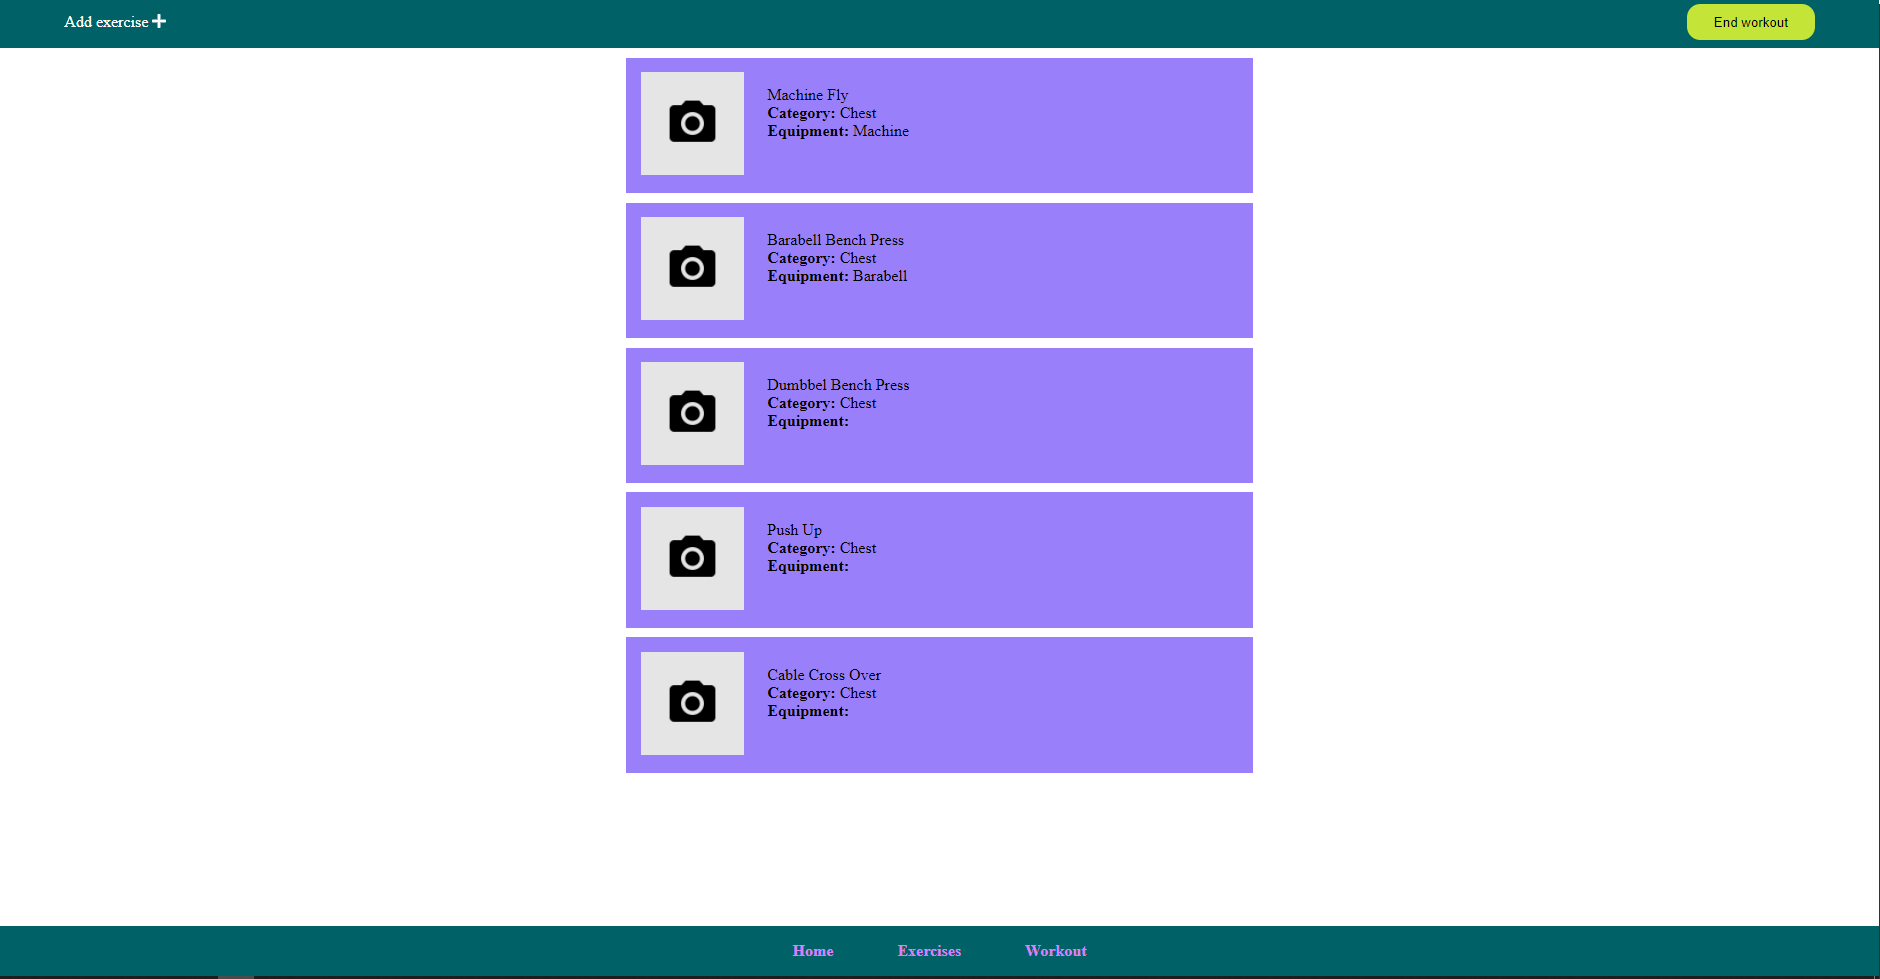 Add exercise
End workout
Machine Fly
Category: Chest
Equipment: Machine
Barabell Bench Press
Category: Chest
Equipment: Barabell
Dumbbel Bench Press
Category: Chest
Equipment:
Push Up
Category: Chest
Equipment:
Cable Cross Over
Category: Chest
Equipment:
Home Exercises Workout